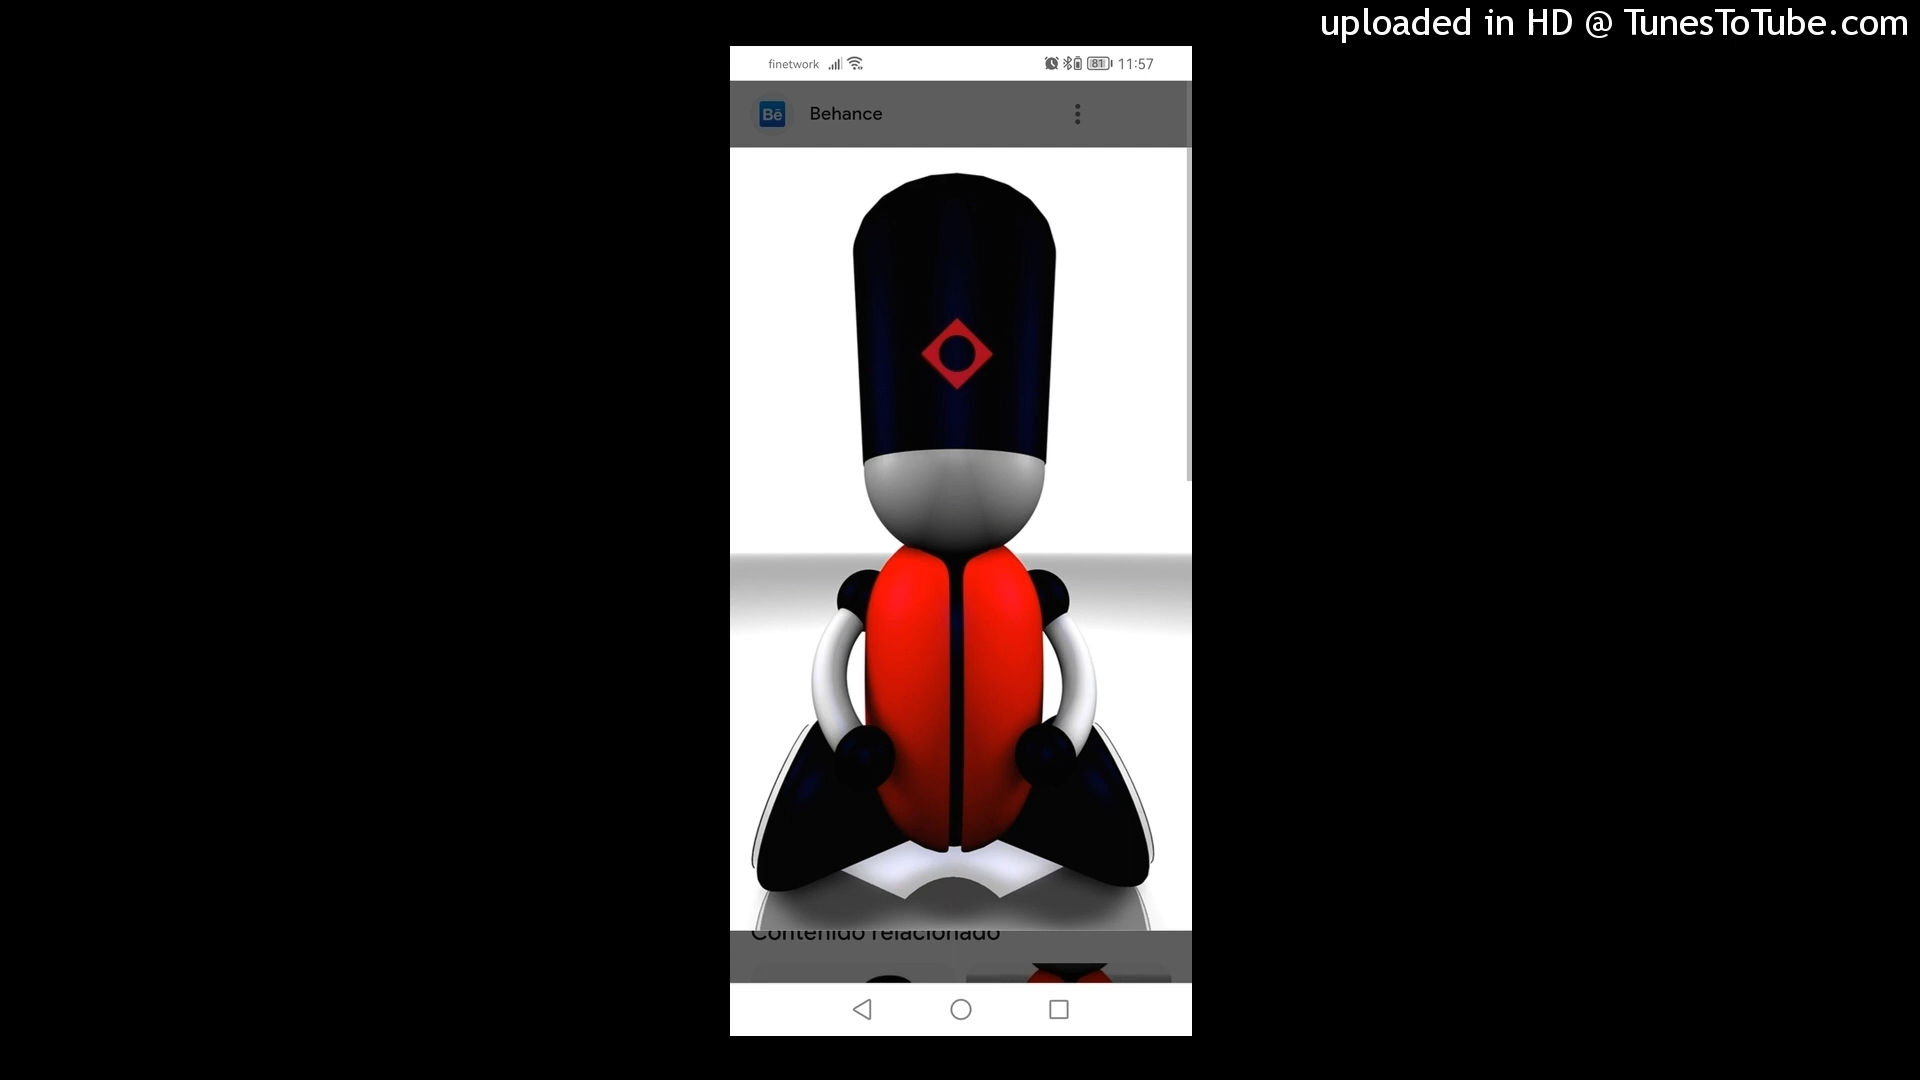 uploaded in HD @ TunesToTube.com
finetwork 81 11:57
Bē Behance
Contenido relacionado